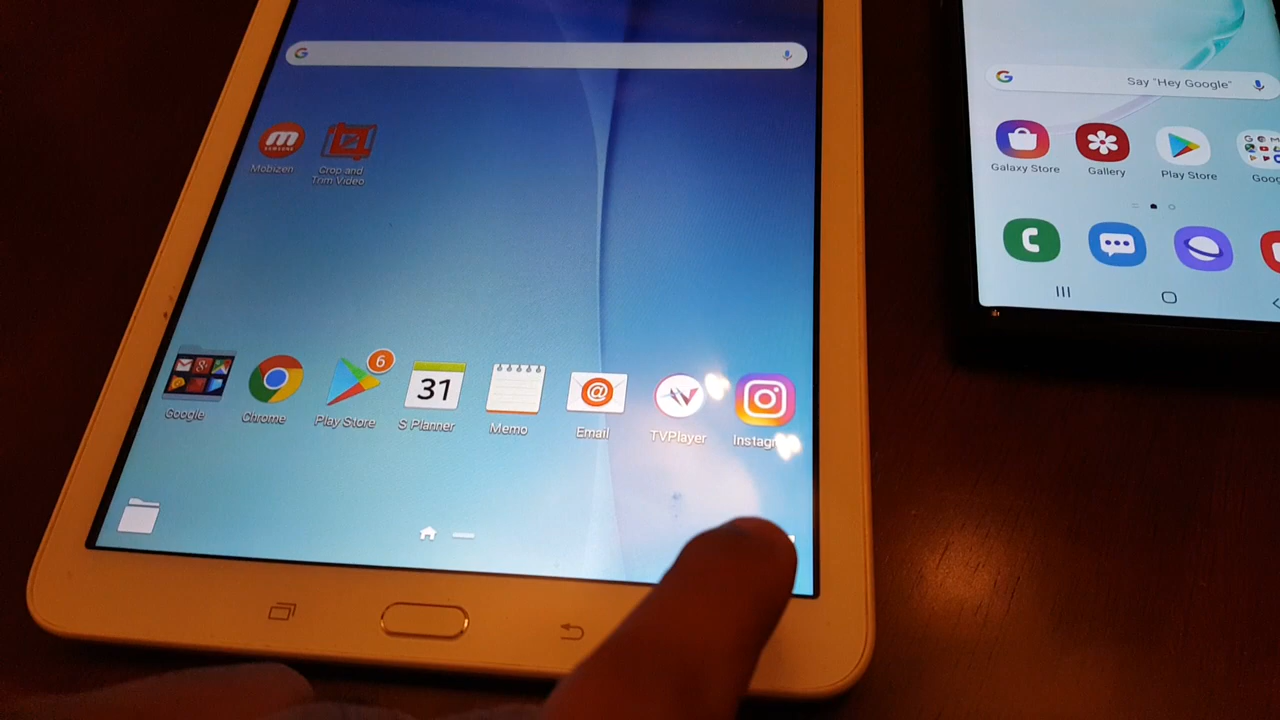 Say "Hey Google"
Mobizen
SAMSUNG
Crop and
Trim Video
Galaxy Store
Gallery
Play Store
6
31
Google
Chrome
Play Store
S Planner
Memo
Email
TVPlayer